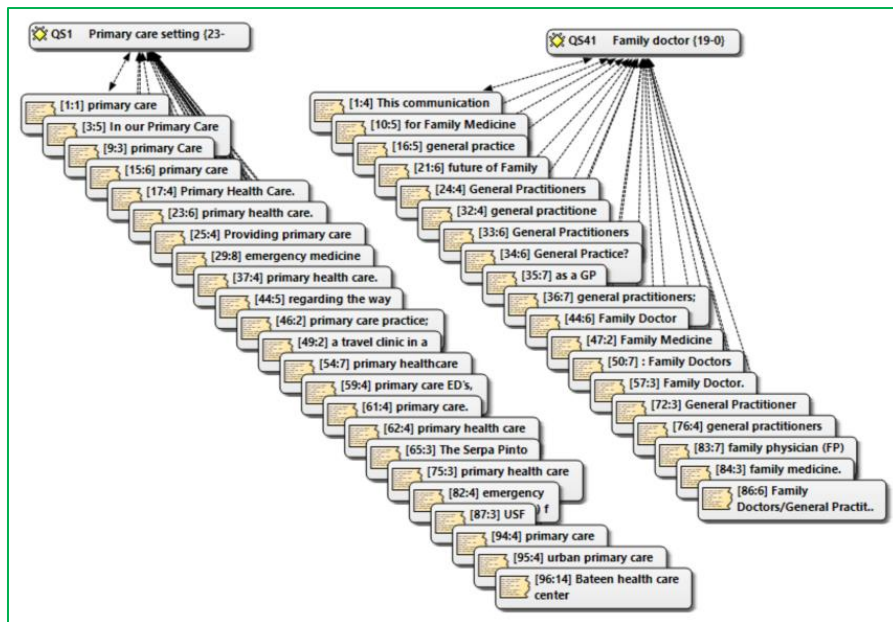 QS1 Primary care setting {23-
[1:1] primary care
[3:5] In our Primary Care
[9:3] primary Care
[15:6] primary care
[17:4] Primary Health Care.
[23:6] primary health care.
[25:4] Providing primary care
[29:8] emergency medicine
[37:4] primary health care.
[44:5] regarding the way
[46:2] primary care practice;
[49:2] a travel clinic in a
[54:7] primary healthcare
[59:4] primary care ED's,
[61:4] primary care.
[62:4] primary health care
[65:3] The Serpa Pinto
[75:3] primary health care
[82:4] emergency
) f
[87:3] USF
[94:4] primary care
[95:4] urban primary care
[96:14] Bateen health care
center
QS41 Family doctor {19-0}
[1:4] This communication
[10:5] for Family Medicine
[16:5] general practice
[21:6] future of Family
[24:4] General Practitioners
[32:4] general practitione
[33:6] General Practitioners
[34:6] General Practice?
[35:7] as a GP
[36:7] general practitioners;
[44:6] Family Doctor
[47:2] Family Medicine
[50:7] : Family Doctors
[57:3] Family Doctor.
[72:3] General Practitioner
[76:4] general practitioners
[83:7] family physician (FP)
[84:3] family medicine.
[86:6] Family
Doctors/General Practit..